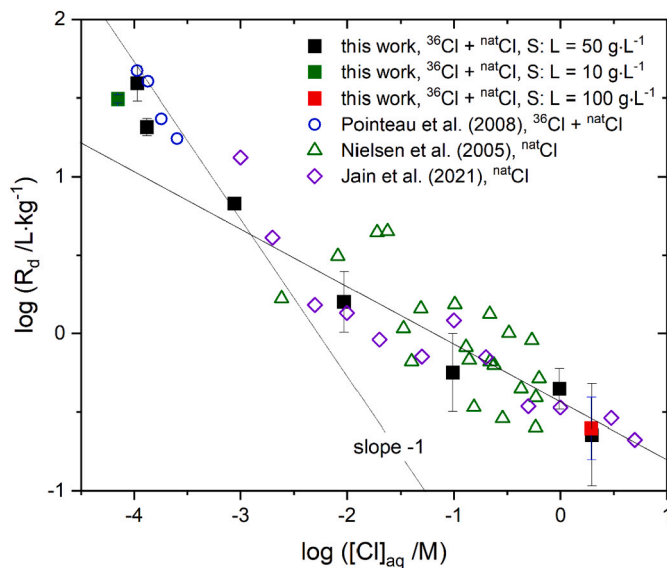 2
1
0
-1
-4
-3
-2
-1
0
1
log (R_d /L·kg⁻¹)
log ([Cl]_aq /M)
this work, ³⁶Cl + ⁿᵃᵗCl, S: L = 50 g·L⁻¹
this work, ³⁶Cl + ⁿᵃᵗCl, S: L = 10 g·L⁻¹
this work, ³⁶Cl + ⁿᵃᵗCl, S: L = 100 g·L⁻¹
Pointeau et al. (2008), ³⁶Cl + ⁿᵃᵗCl
Nielsen et al. (2005), ⁿᵃᵗCl
Jain et al. (2021), ⁿᵃᵗCl
slope -1